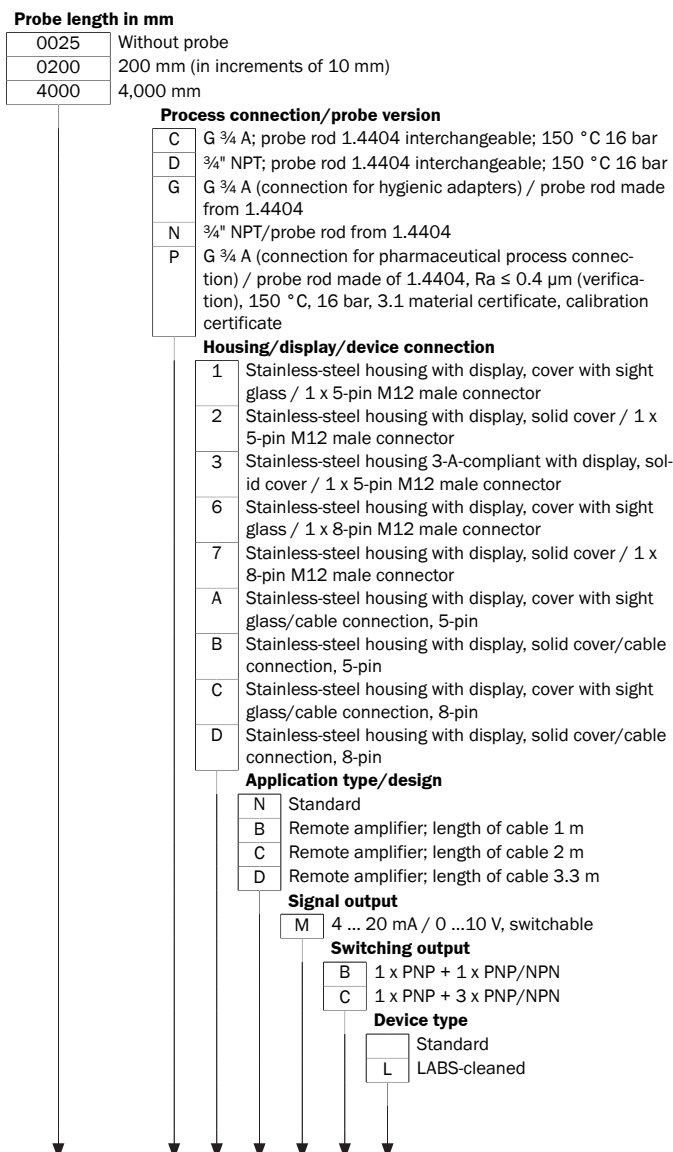 Probe length in mm
0025 Without probe
0200 200 mm (in increments of 10 mm)
4000 4,000 mm
Process connection/probe version
C G ¾ A; probe rod 1.4404 interchangeable; 150 °C 16 bar
D ¾" NPT; probe rod 1.4404 interchangeable; 150 °C 16 bar
G G ¾ A (connection for hygienic adapters) / probe rod made
from 1.4404
N ¾" NPT/probe rod from 1.4404
P G ¾ A (connection for pharmaceutical process connec-
tion) / probe rod made of 1.4404, Ra ≤ 0.4 µm (verifica-
tion), 150 °C, 16 bar, 3.1 material certificate, calibration
certificate
Housing/display/device connection
1 Stainless-steel housing with display, cover with sight
glass / 1 x 5-pin M12 male connector
2 Stainless-steel housing with display, solid cover / 1 x
5-pin M12 male connector
3 Stainless-steel housing 3-A-compliant with display, sol-
id cover / 1 x 5-pin M12 male connector
6 Stainless-steel housing with display, cover with sight
glass / 1 x 8-pin M12 male connector
7 Stainless-steel housing with display, solid cover / 1 x
8-pin M12 male connector
A Stainless-steel housing with display, cover with sight
glass/cable connection, 5-pin
B Stainless-steel housing with display, solid cover/cable
connection, 5-pin
C Stainless-steel housing with display, cover with sight
glass/cable connection, 8-pin
D Stainless-steel housing with display, solid cover/cable
connection, 8-pin
Application type/design
N Standard
B Remote amplifier; length of cable 1 m
C Remote amplifier; length of cable 2 m
D Remote amplifier; length of cable 3.3 m
Signal output
M 4 ... 20 mA / 0 ...10 V, switchable
Switching output
B 1 x PNP + 1 x PNP/NPN
C 1 x PNP + 3 x PNP/NPN
Device type
Standard
L LABS-cleaned